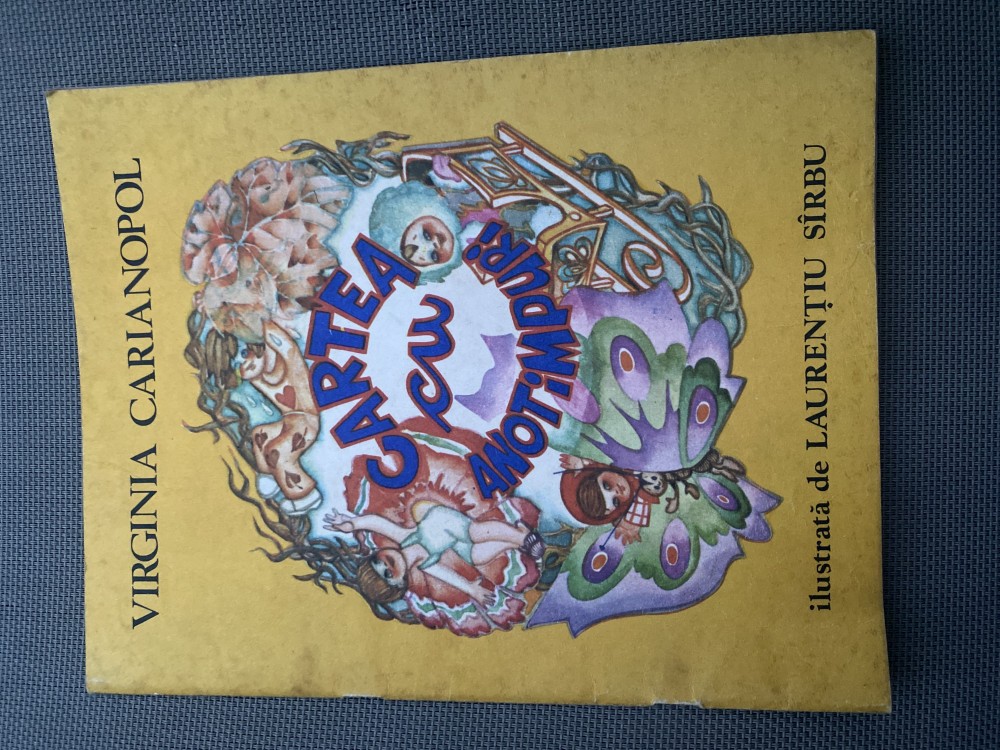 VIRGINIA CARIANOPOL
CARTEA
cu
ANOTiMPURi
ilustrată de LAURENȚIU SÎRBU